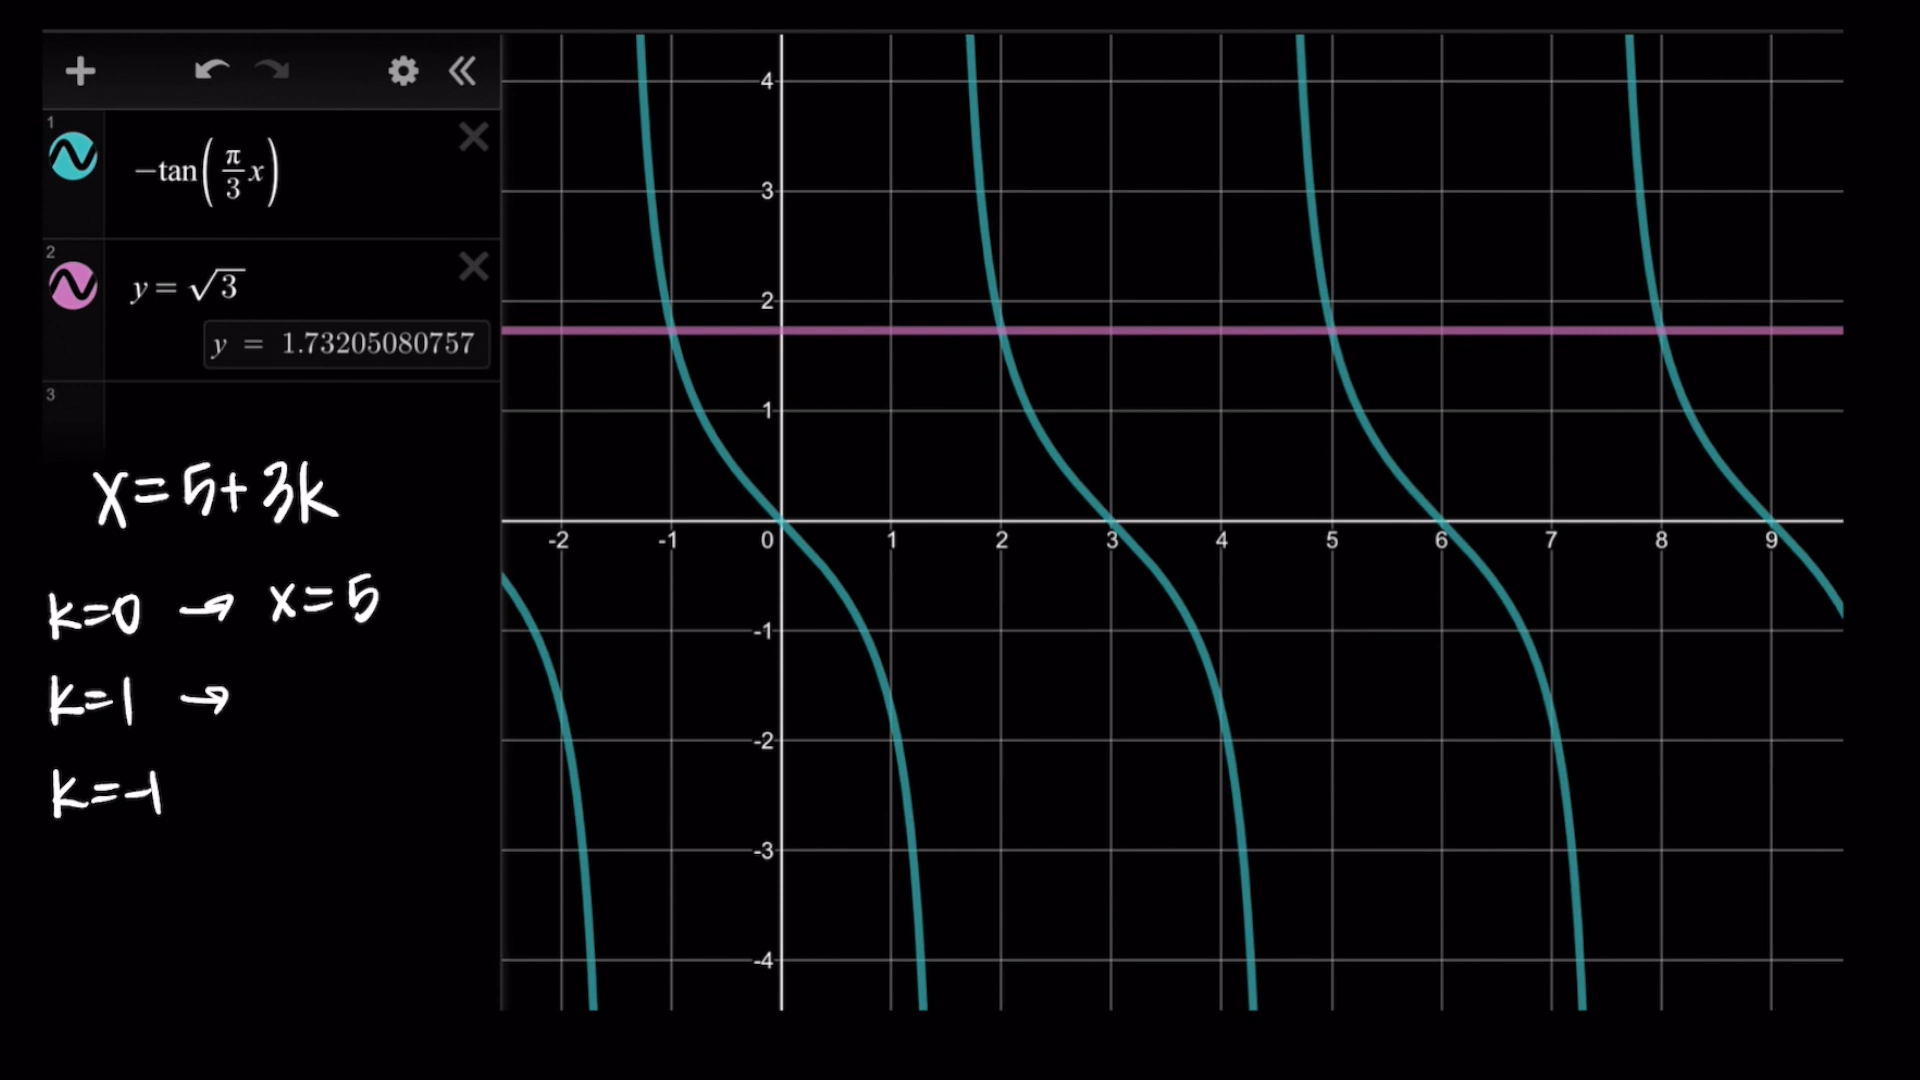 1
−tan(π/3 x)
2
y = √3
y = 1.73205080757
3
x = 5 + 3k
k = 0 → x = 5
k = 1 →
k = -1
4
3
2
1
-2 -1 0 1 2 3 4 5 6 7 8 9
-1
-2
-3
-4